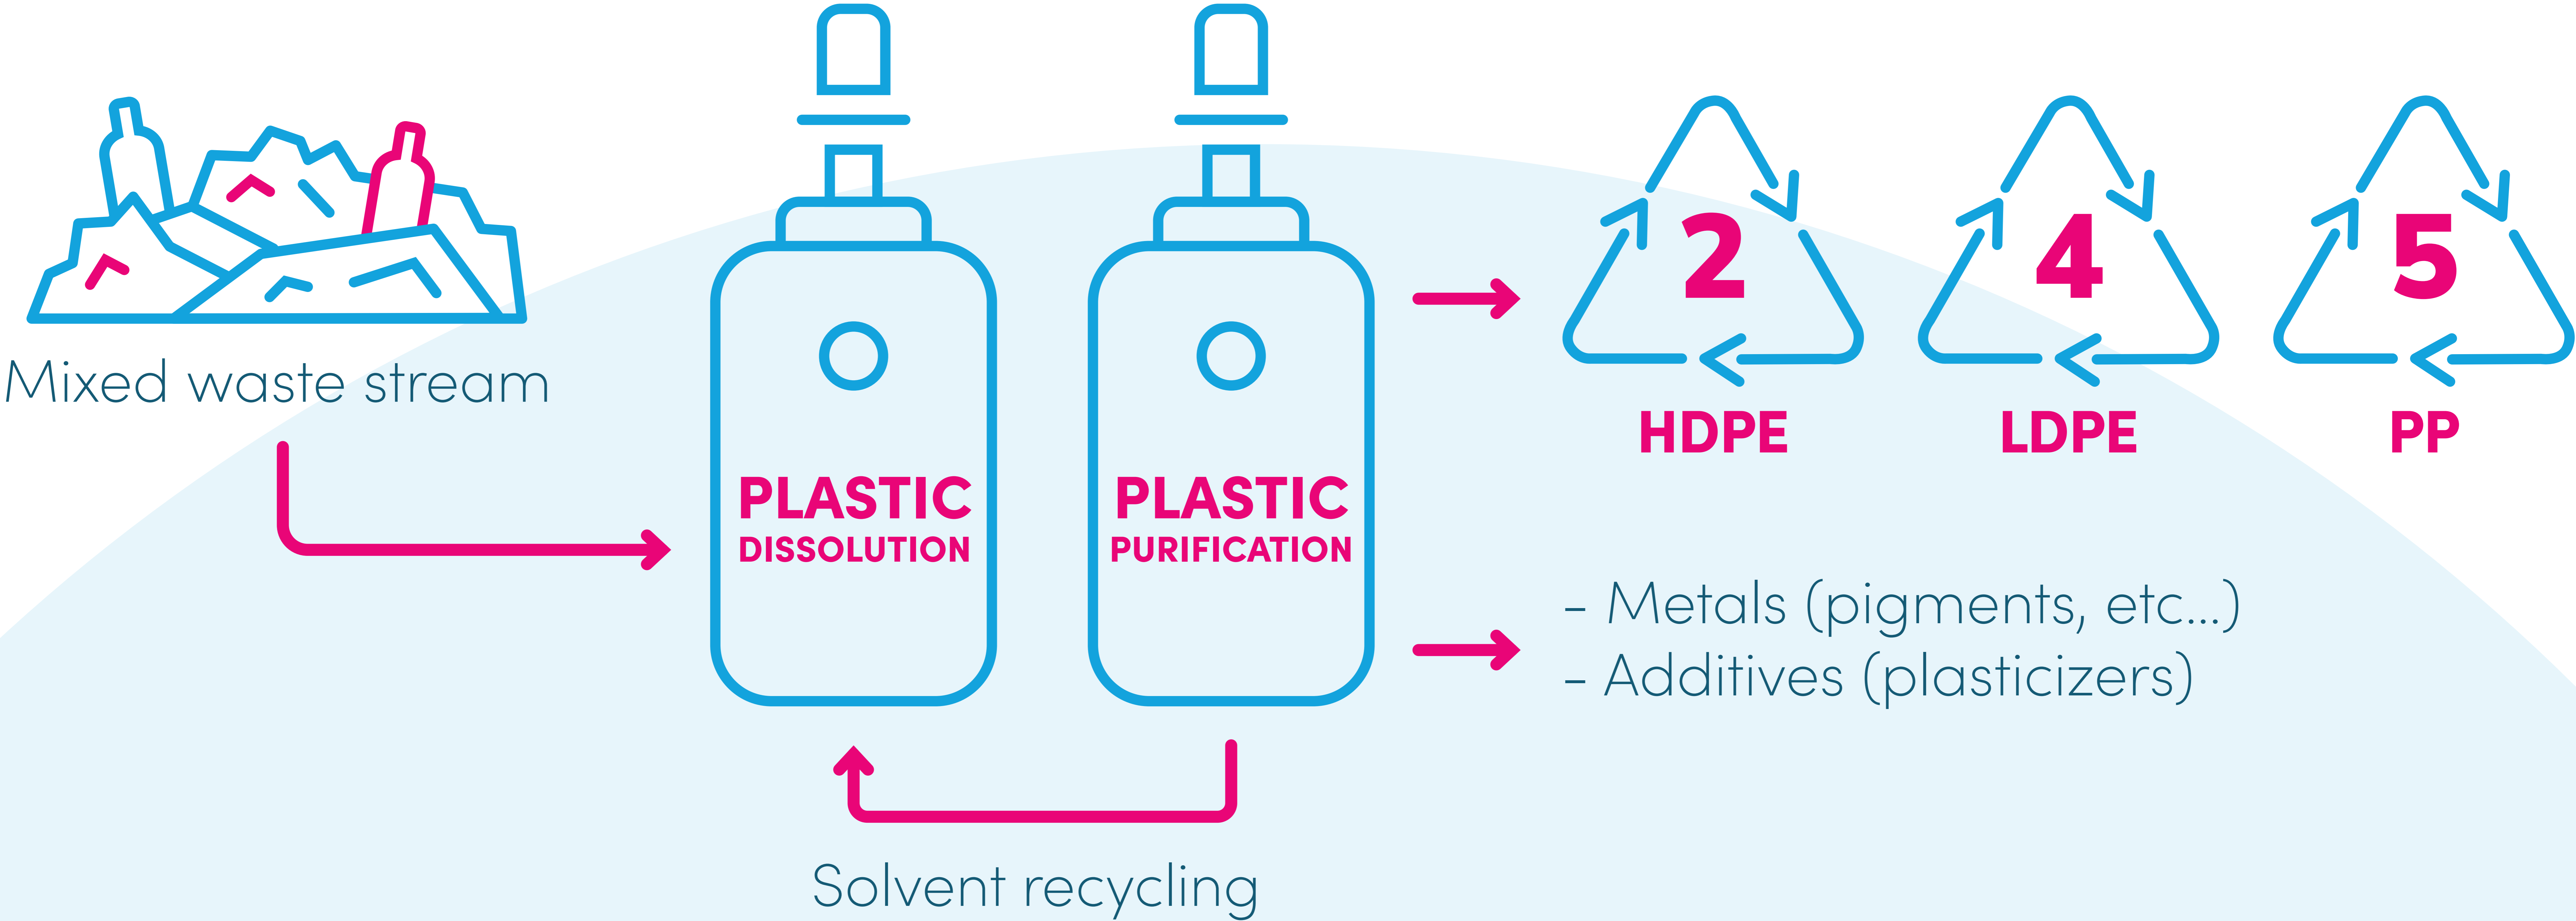 Mixed waste stream
PLASTIC
DISSOLUTION
PLASTIC
PURIFICATION
2
HDPE
4
LDPE
5
PP
- Metals (pigments, etc...)
- Additives (plasticizers)
Solvent recycling